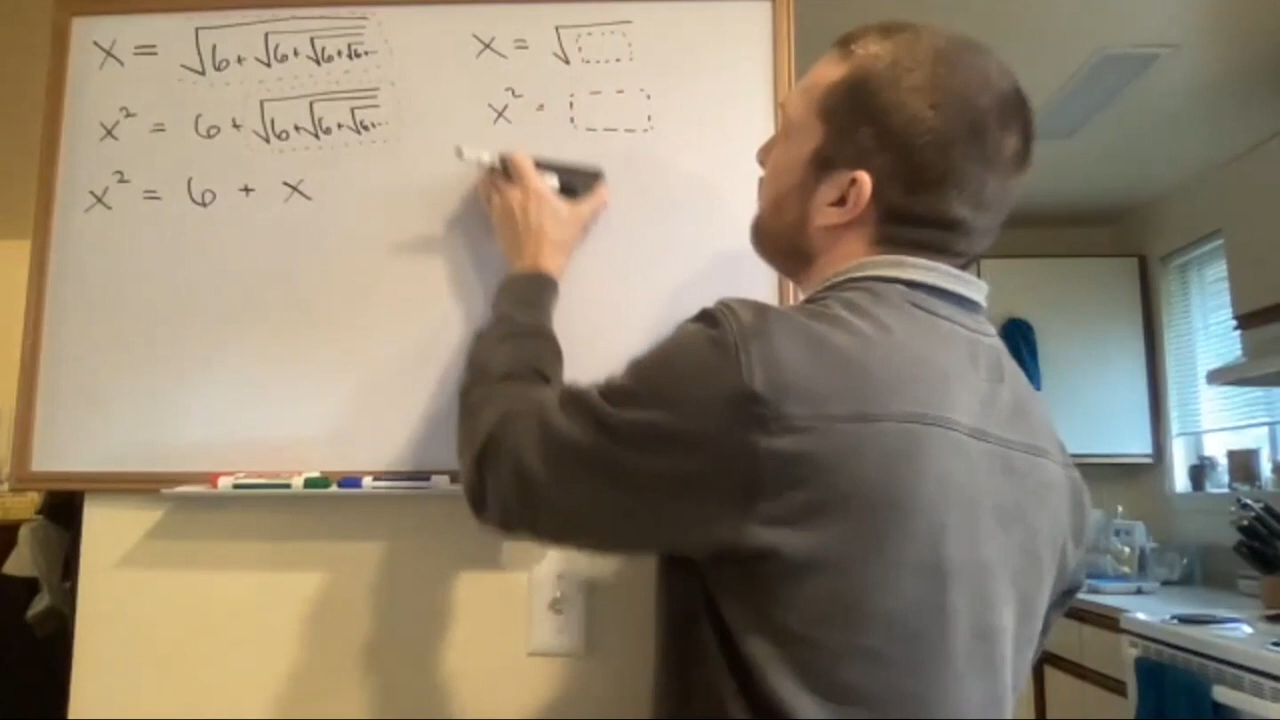 x = √6+√6+√6+√6+...
x² = 6 + √6+√6+√6+...
x² = 6 + x
x = √
x² =